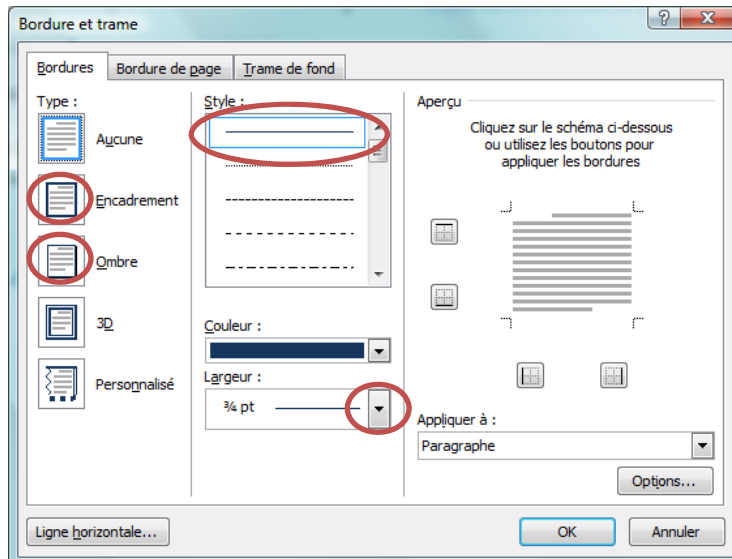 Bordure et trame
Bordures
Bordure de page
Trame de fond
Type :
Aucune
Encadrement
Ombre
3D
Personnalisé
Style :
Couleur :
Largeur :
¾ pt
Aperçu
Cliquez sur le schéma ci-dessous
ou utilisez les boutons pour
appliquer les bordures
Appliquer à :
Paragraphe
Options...
Ligne horizontale...
OK
Annuler